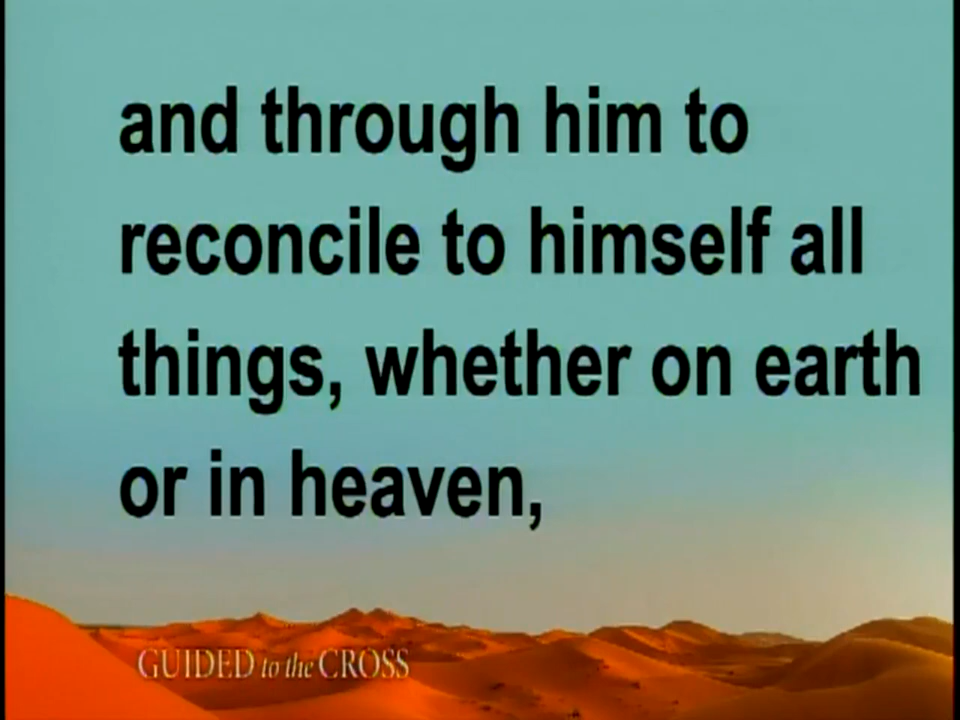 and through him to
reconcile to himself all
things, whether on earth
or in heaven,
GUIDED to the CROSS